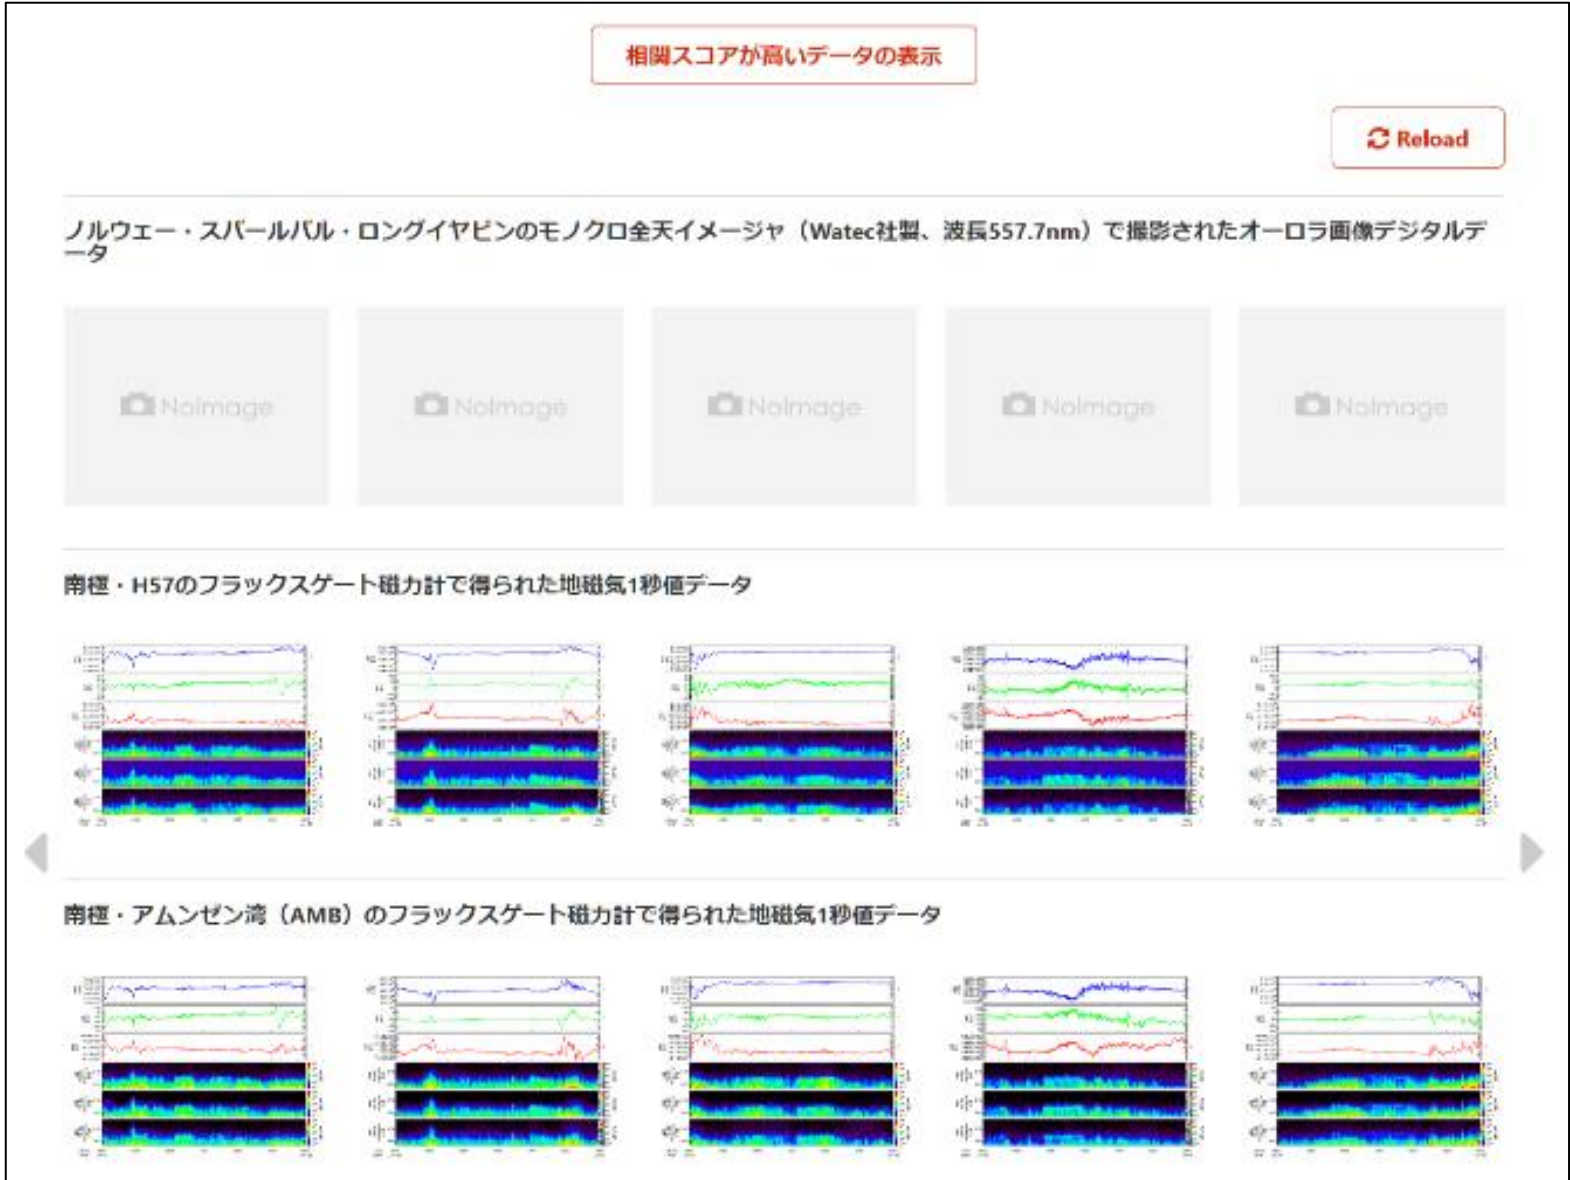 相関スコアが高いデータの表示
Reload
ノルウェー・スバールバル・ロングイヤビンのモノクロ全天イメージャ（Watec社製、波長557.7nm）で撮影されたオーロラ画像デジタルデ
ータ
NoImage NoImage NoImage NoImage NoImage
南極・H57のフラックスゲート磁力計で得られた地磁気1秒値データ
南極・アムンゼン湾（AMB）のフラックスゲート磁力計で得られた地磁気1秒値データ